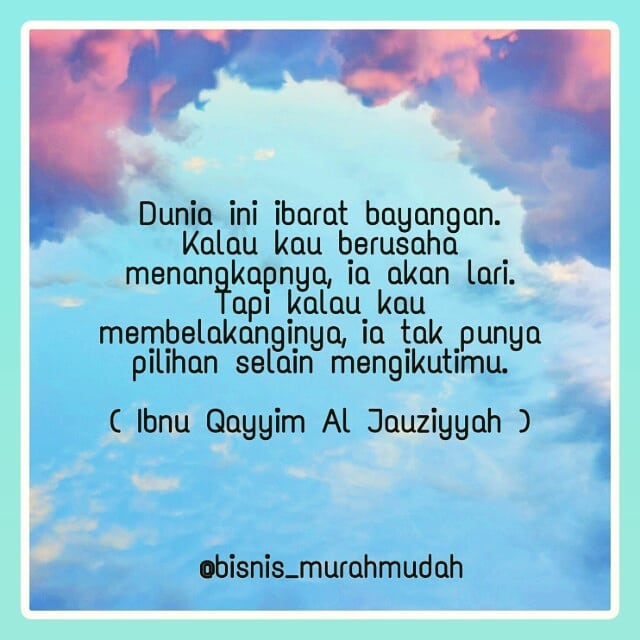 Dunia ini ibarat bayangan.
Kalau kau berusaha
menangkapnya, ia akan lari.
Tapi kalau kau
membelakanginya, ia tak punya
pilihan selain mengikutimu.
( Ibnu Qayyim Al Jauziyyah )
@bisnis_murahmudah